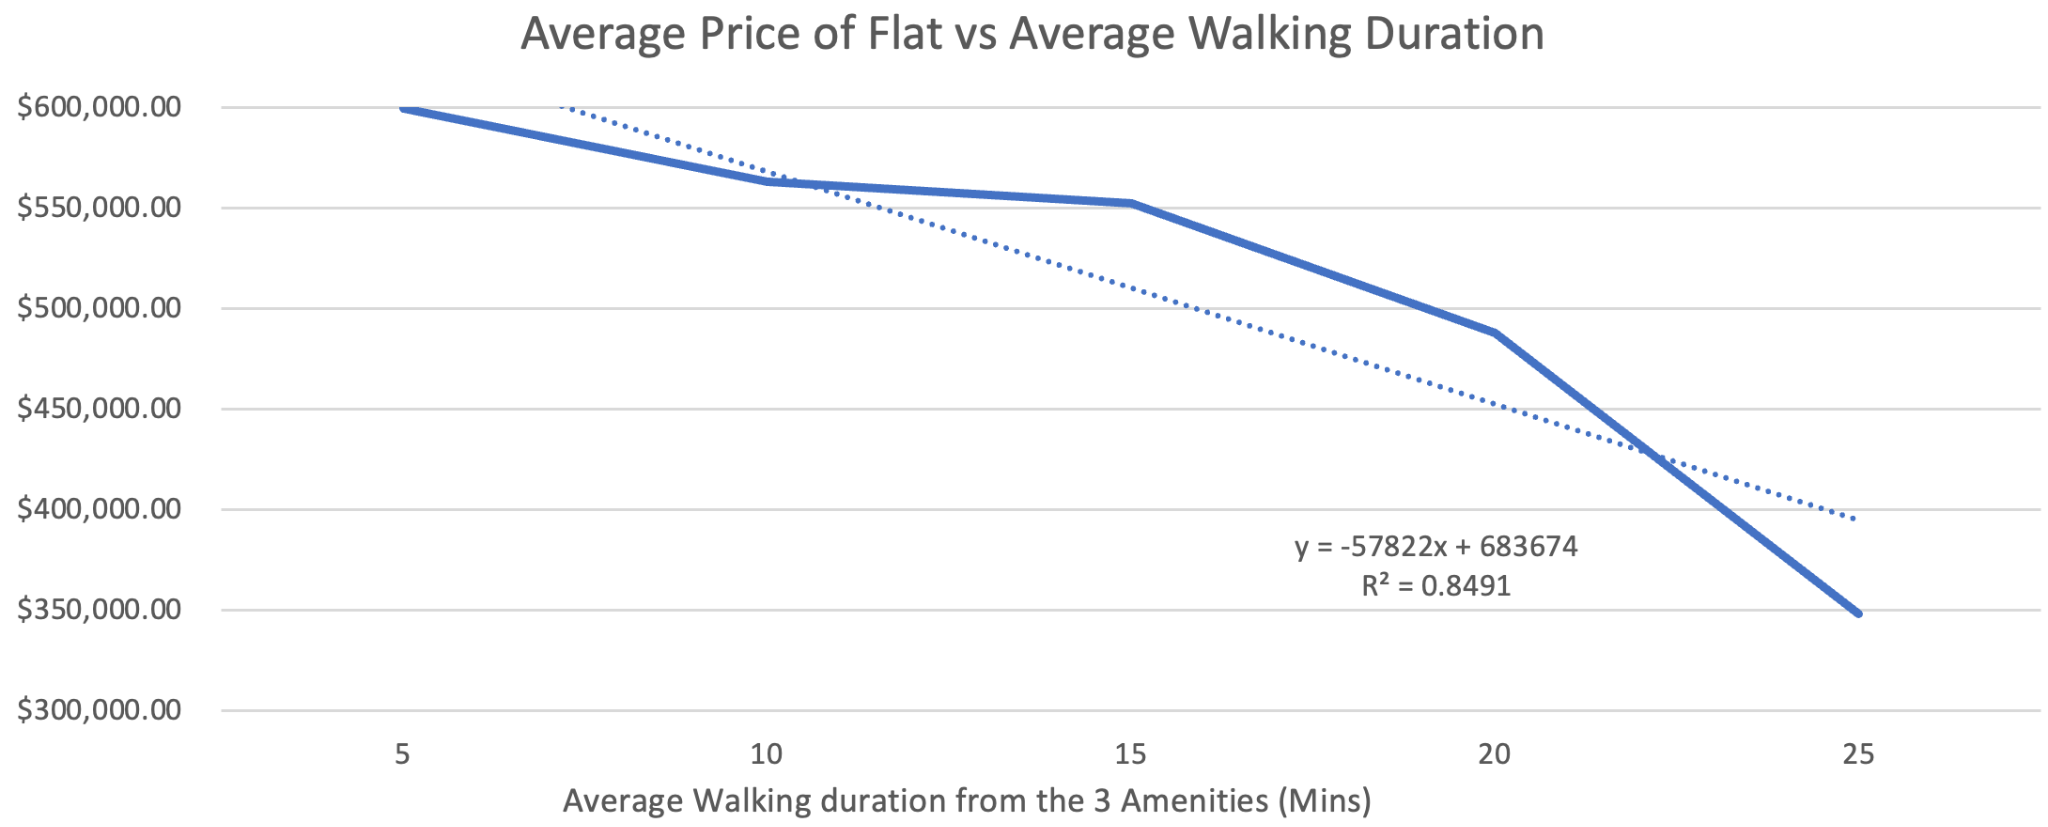 Average Price of Flat vs Average Walking Duration
$600,000.00
$550,000.00
$500,000.00
$450,000.00
$400,000.00
$350,000.00
$300,000.00
y = -57822x + 683674
R² = 0.8491
5 10 15 20 25
Average Walking duration from the 3 Amenities (Mins)